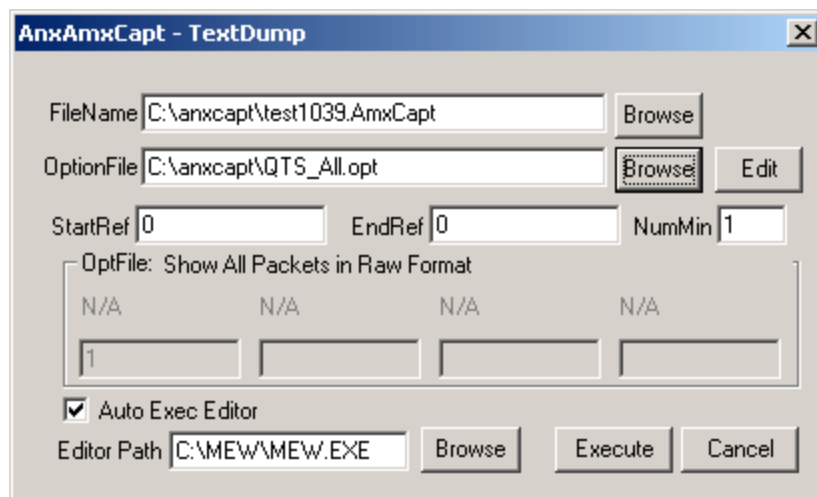 AnxAmxCapt - TextDump
FileName C:\anxcapt\test1039.AmxCapt Browse
OptionFile C:\anxcapt\QTS_All.opt Browse Edit
StartRef 0 EndRef 0 NumMin 1
OptFile: Show All Packets in Raw Format
N/A N/A N/A N/A
1
Auto Exec Editor
Editor Path C:\MEW\MEW.EXE Browse Execute Cancel